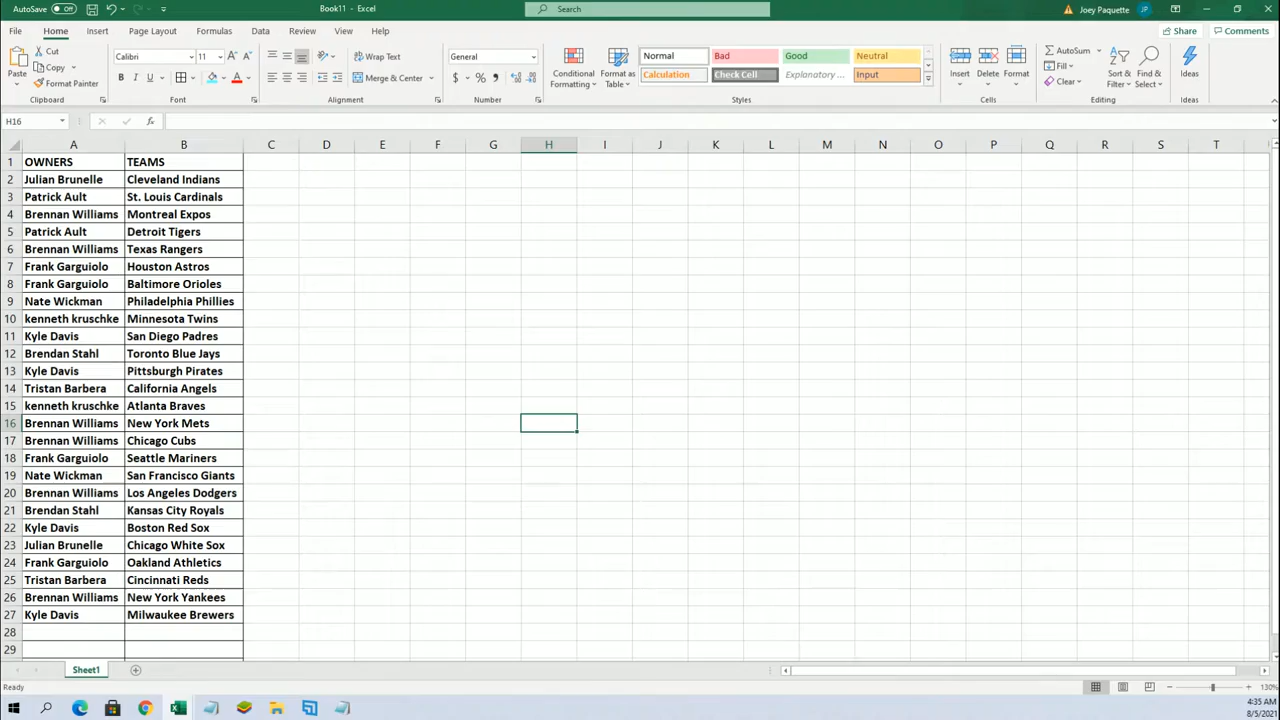 AutoSave Off Book11 - Excel Search Joey Paquette JP
File Home Insert Page Layout Formulas Data Review View Help Share Comments
Paste Cut Copy Format Painter Clipboard
Calibri 11 A A B I U A Font
Wrap Text Merge & Center Alignment
General $ % Number
Conditional Formatting Format as Table Normal Bad Good Neutral Calculation Check Cell Explanatory ... Input Styles
Insert Delete Format Cells
AutoSum Fill Clear Sort & Filter Find & Select Editing
Ideas Ideas
H16 fx
A B C D E F G H I J K L M N O P Q R S T
1 OWNERS TEAMS
2 Julian Brunelle Cleveland Indians
3 Patrick Ault St. Louis Cardinals
4 Brennan Williams Montreal Expos
5 Patrick Ault Detroit Tigers
6 Brennan Williams Texas Rangers
7 Frank Garguiolo Houston Astros
8 Frank Garguiolo Baltimore Orioles
9 Nate Wickman Philadelphia Phillies
10 kenneth kruschke Minnesota Twins
11 Kyle Davis San Diego Padres
12 Brendan Stahl Toronto Blue Jays
13 Kyle Davis Pittsburgh Pirates
14 Tristan Barbera California Angels
15 kenneth kruschke Atlanta Braves
16 Brennan Williams New York Mets
17 Brennan Williams Chicago Cubs
18 Frank Garguiolo Seattle Mariners
19 Nate Wickman San Francisco Giants
20 Brennan Williams Los Angeles Dodgers
21 Brendan Stahl Kansas City Royals
22 Kyle Davis Boston Red Sox
23 Julian Brunelle Chicago White Sox
24 Frank Garguiolo Oakland Athletics
25 Tristan Barbera Cincinnati Reds
26 Brennan Williams New York Yankees
27 Kyle Davis Milwaukee Brewers
28
29
Sheet1
Ready 130%
4:35 AM
8/5/2021